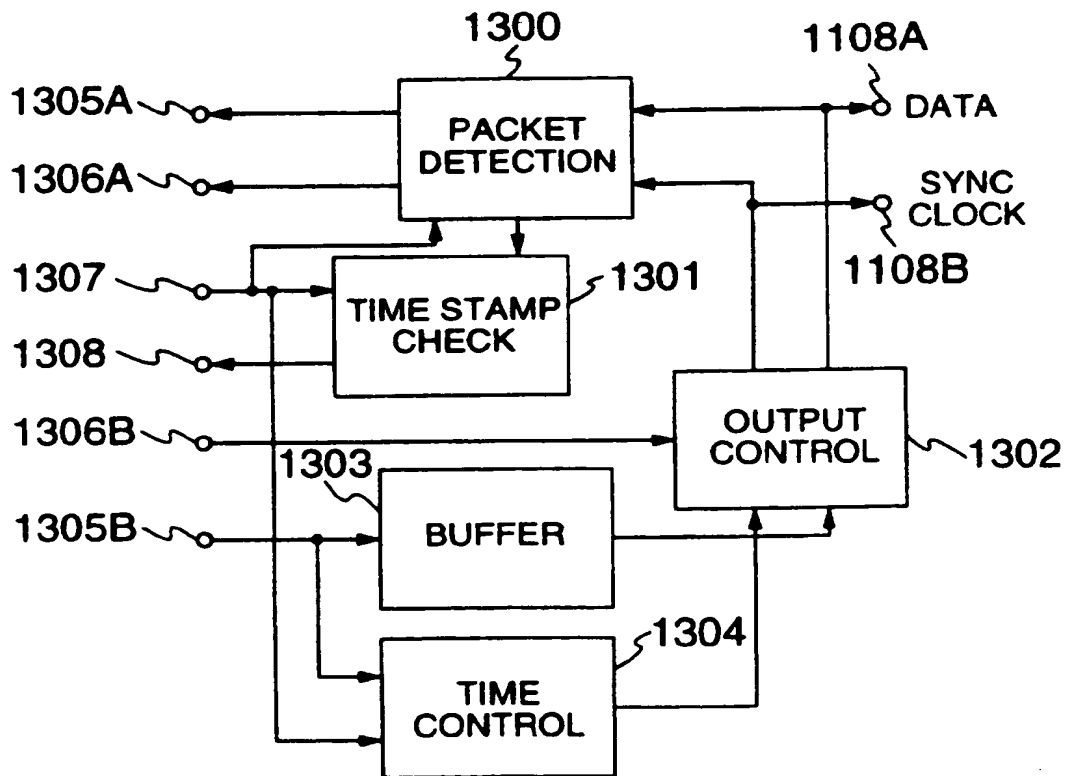 1300
1108A
1305A
DATA
PACKET
DETECTION
1306A
SYNC
CLOCK
1307
1301
1108B
TIME STAMP
CHECK
1308
OUTPUT
CONTROL
1306B
1302
1303
1305B
BUFFER
1304
TIME
CONTROL